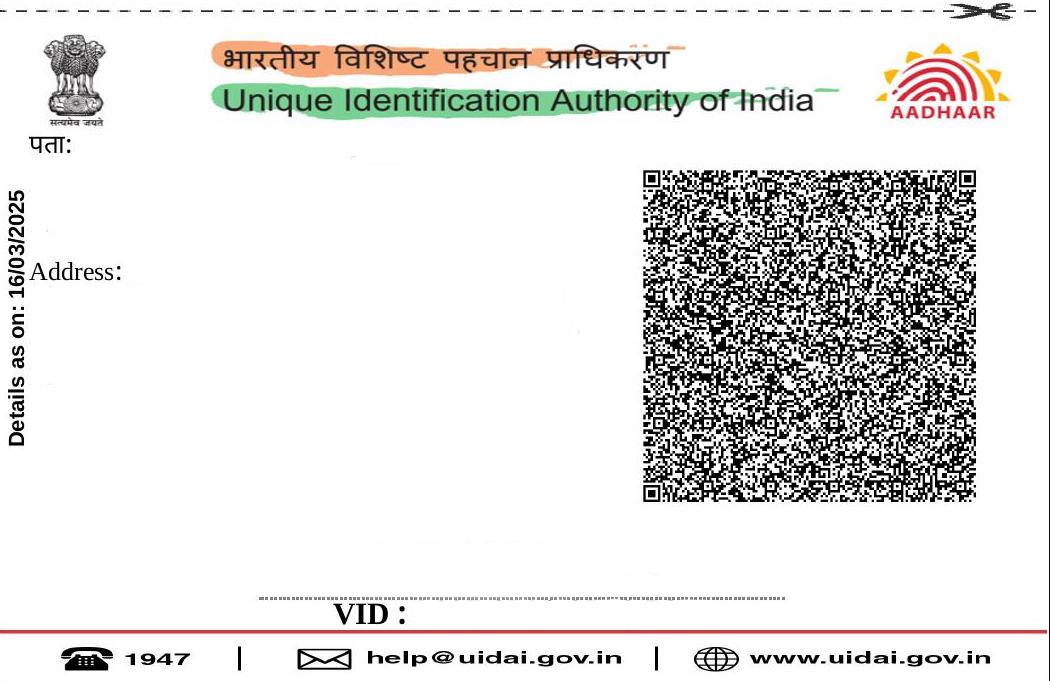 भारतीय विशिष्ट पहचान प्राधिकरण
Unique Identification Authority of India
सत्यमेव जयते
AADHAAR
पता:
Details as on: 16/03/2025
Address:
VID :
1947 | help@uidai.gov.in | www.uidai.gov.in